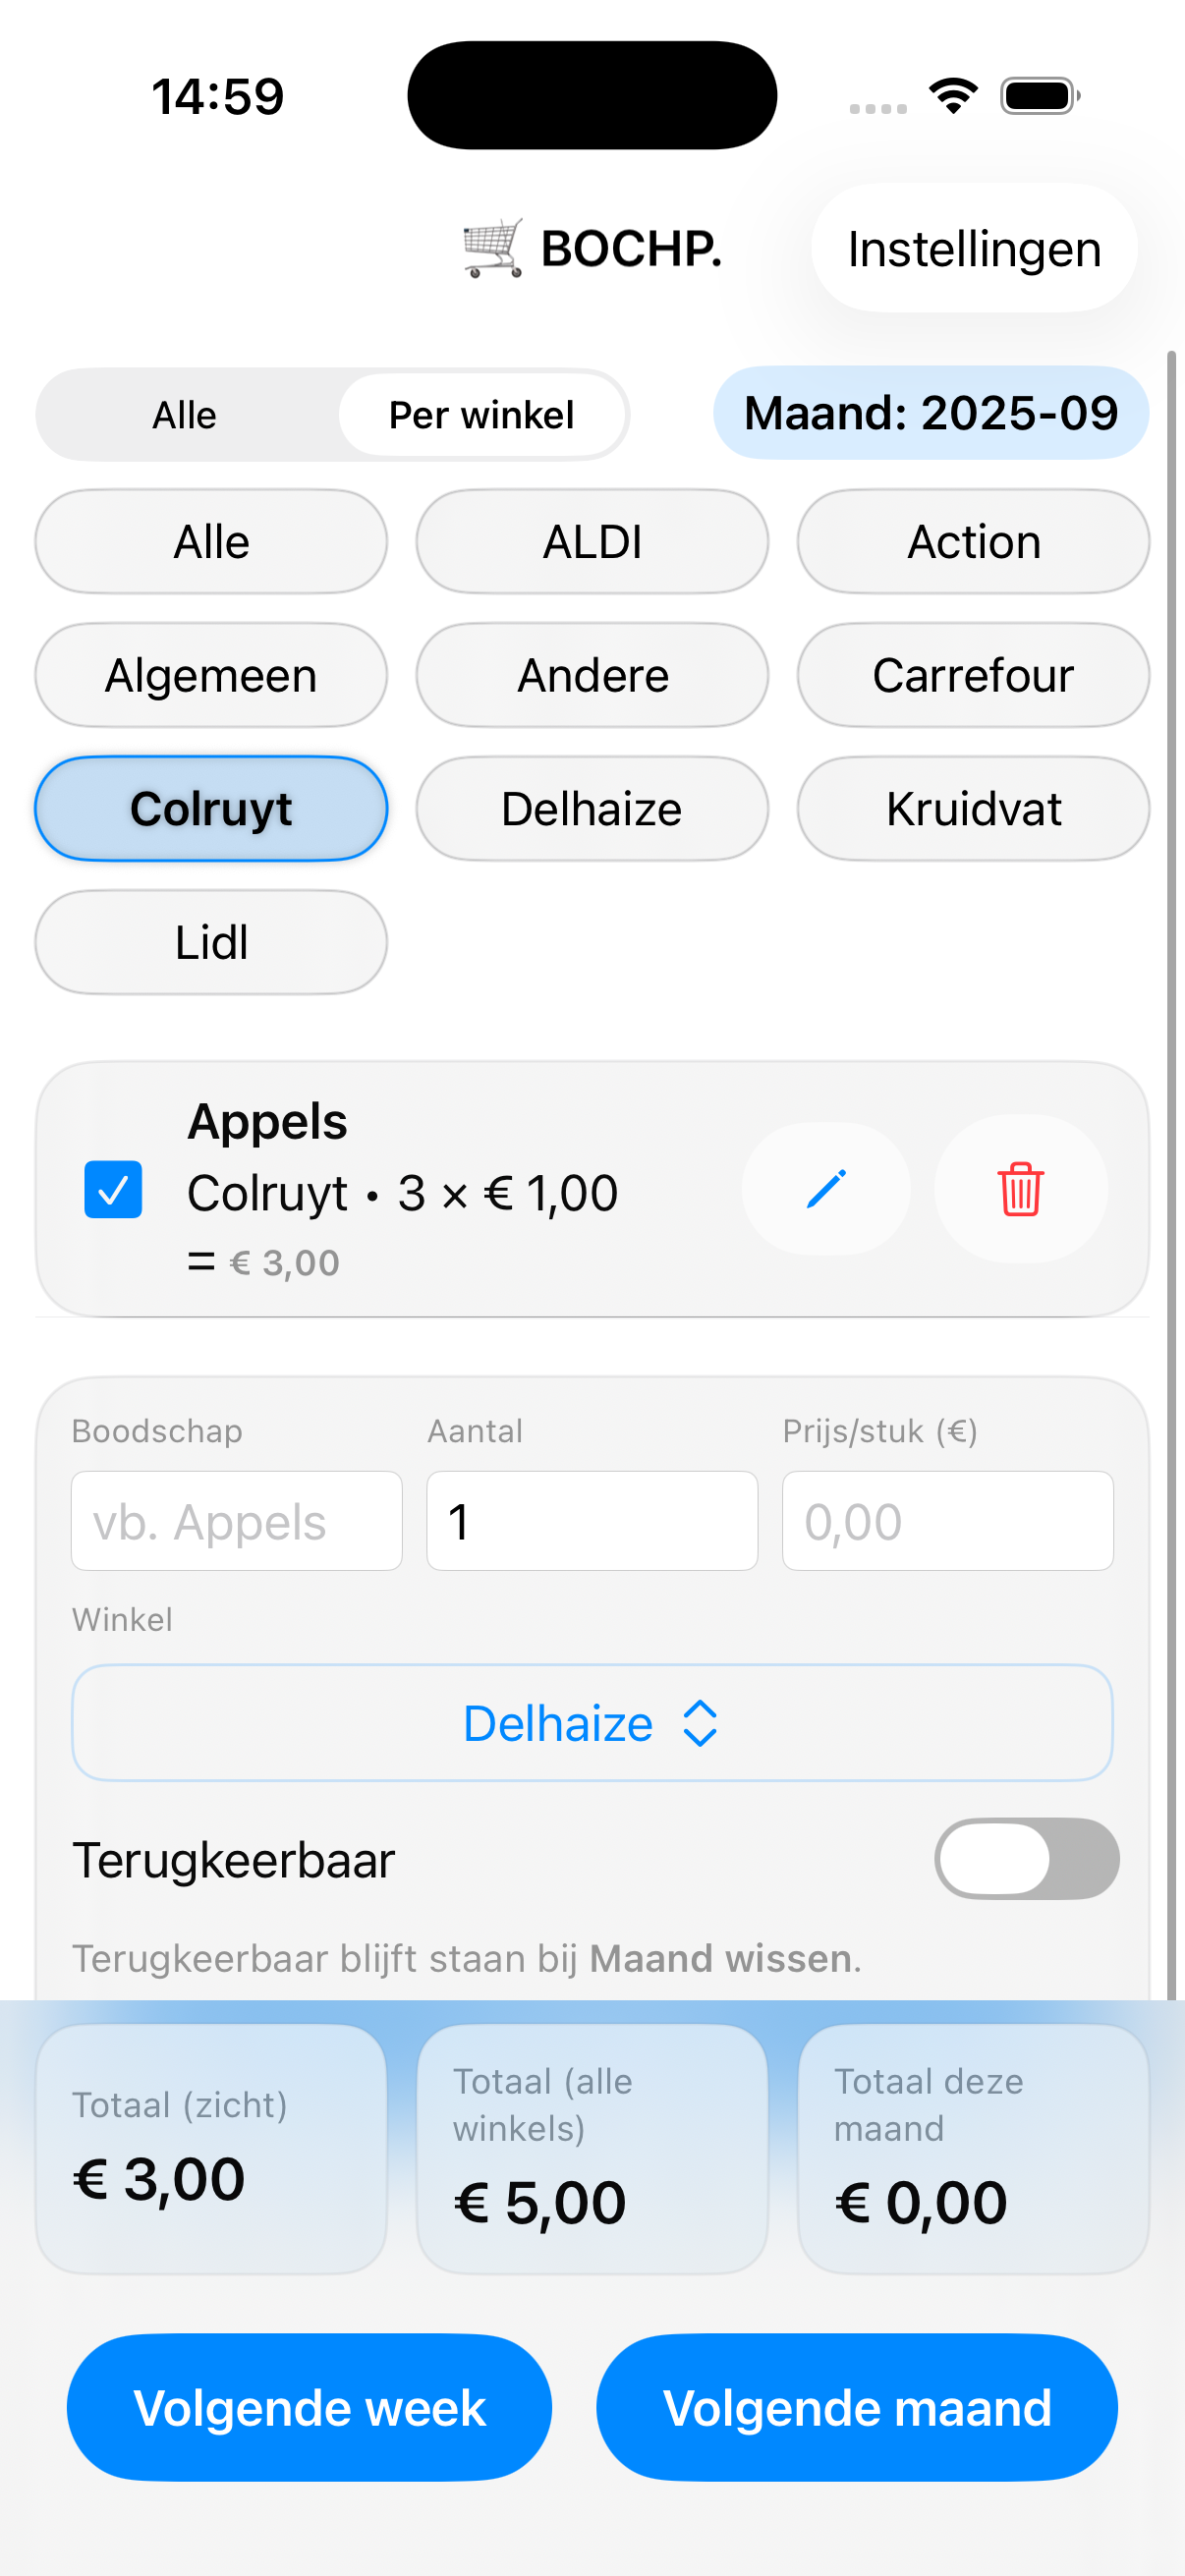 14:59
🛒 BOCHP.
Instellingen
Alle
Per winkel
Maand: 2025-09
Alle
ALDI
Action
Algemeen
Andere
Carrefour
Colruyt
Delhaize
Kruidvat
Lidl
Appels
Colruyt • 3 × € 1,00
= € 3,00
Boodschap
Aantal
Prijs/stuk (€)
vb. Appels
1
0,00
Winkel
Delhaize
Terugkeerbaar
Terugkeerbaar blijft staan bij Maand wissen.
Totaal (zicht)
€ 3,00
Totaal (alle
winkels)
€ 5,00
Totaal deze
maand
€ 0,00
Volgende week
Volgende maand